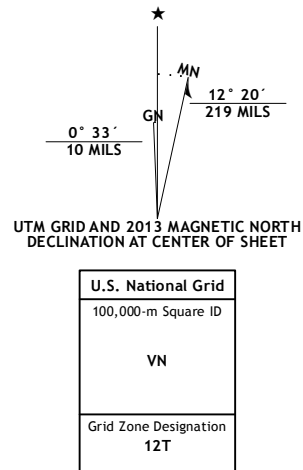 ★
MN
GN
12° 20´
219 MILS
0° 33´
10 MILS
UTM GRID AND 2013 MAGNETIC NORTH
DECLINATION AT CENTER OF SHEET
U.S. National Grid
100,000-m Square ID
VN
Grid Zone Designation
12T